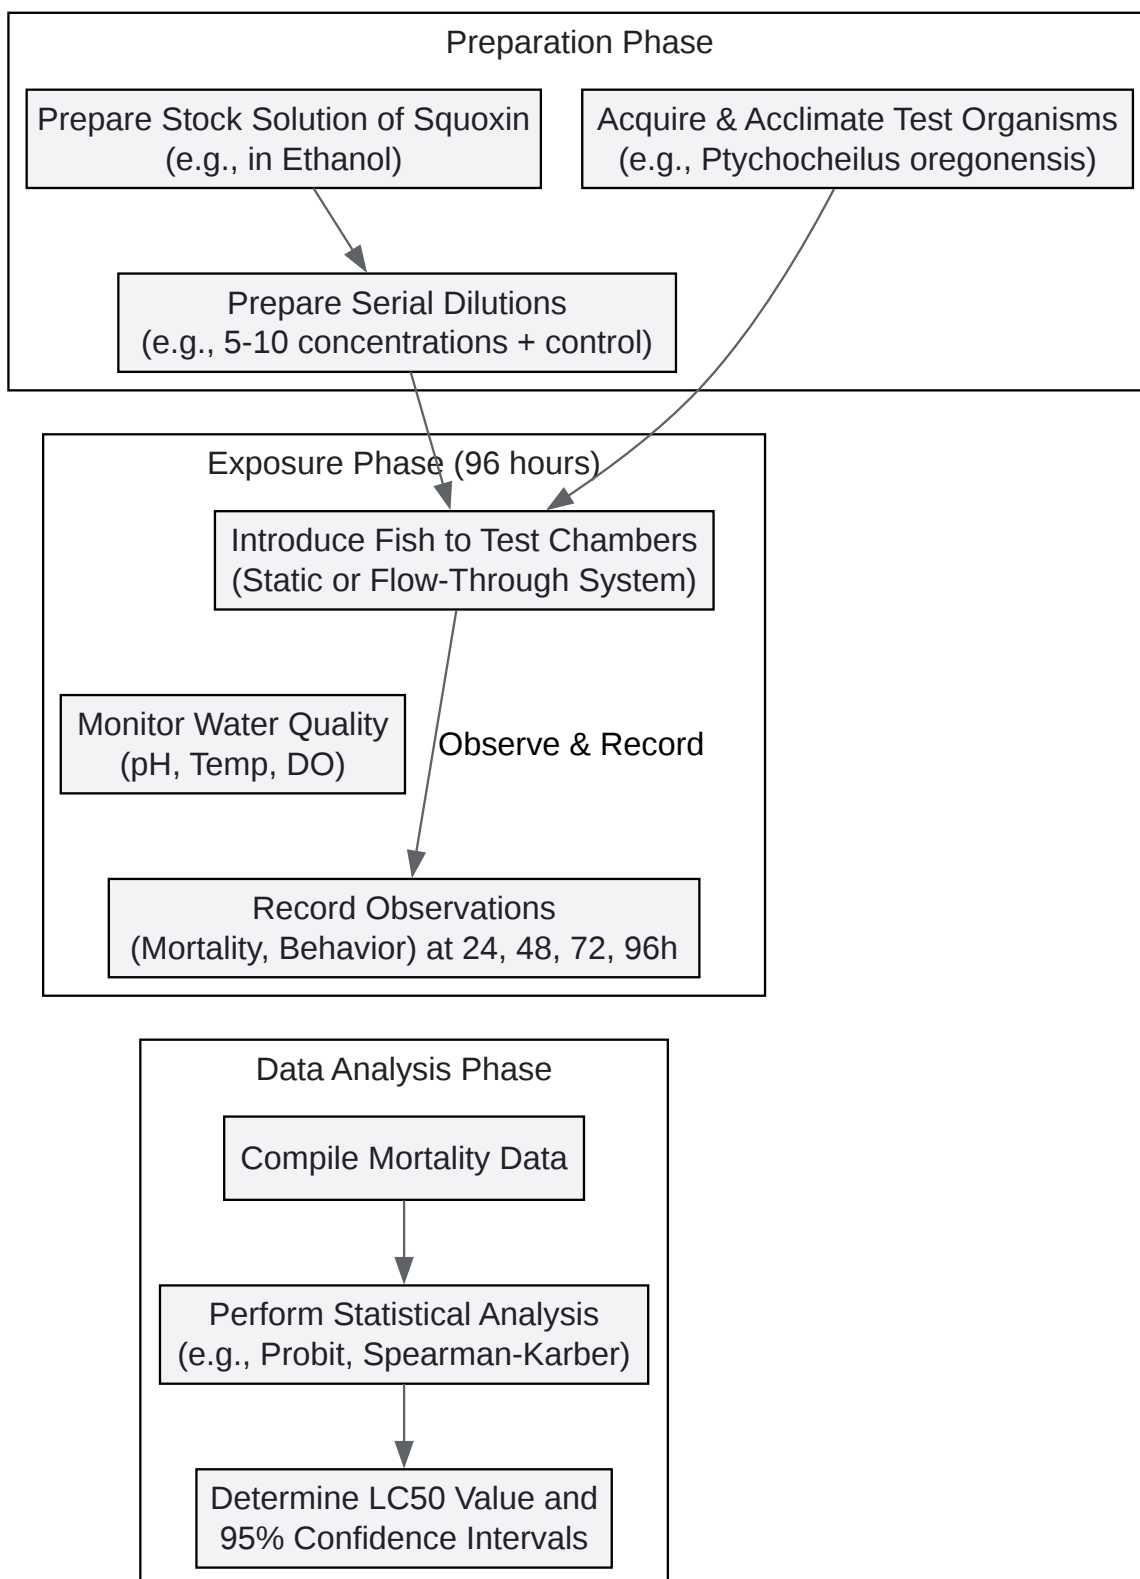 Preparation Phase
Prepare Stock Solution of Squoxin
(e.g., in Ethanol)
Acquire & Acclimate Test Organisms
(e.g., Ptychocheilus oregonensis)
Prepare Serial Dilutions
(e.g., 5-10 concentrations + control)
Exposure Phase (96 hours)
Introduce Fish to Test Chambers
(Static or Flow-Through System)
Monitor Water Quality
(pH, Temp, DO)
Observe & Record
Record Observations
(Mortality, Behavior) at 24, 48, 72, 96h
Data Analysis Phase
Compile Mortality Data
Perform Statistical Analysis
(e.g., Probit, Spearman-Karber)
Determine LC50 Value and
95% Confidence Intervals